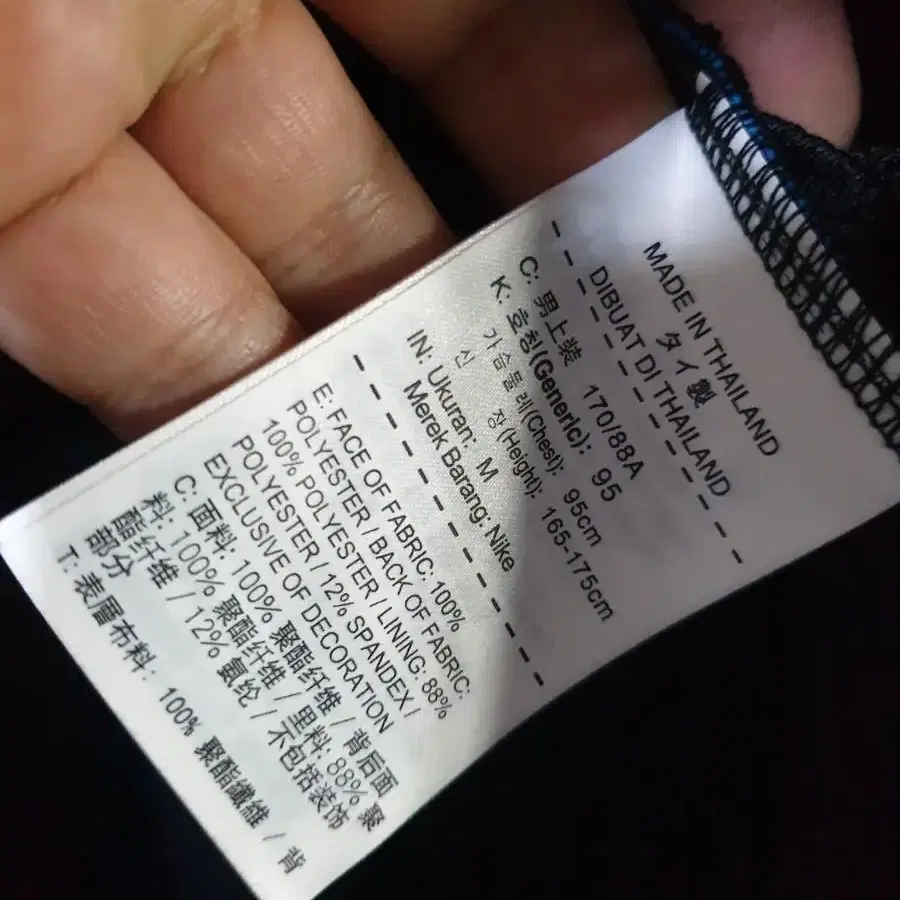 MADE IN THAILAND
タイ製
DIBUAT DI THAILAND
C: 男上装 170/88A
K: 호칭(Generic): 95
가슴둘레(Chest): 95cm
신 장(Height): 165-175cm
IN: Ukuran: M
Merek Barang: Nike
E: FACE OF FABRIC: 100%
POLYESTER / BACK OF FABRIC:
100% POLYESTER / LINING: 88%
POLYESTER / 12% SPANDEX /
EXCLUSIVE OF DECORATION
C: 面料: 100% 聚酯纤维 / 背后面
料: 100% 聚酯纤维 / 里料: 88% 聚
酯纤维 / 12% 氨纶 / 不包括装饰
部分
T: 表層布料: 100% 聚酯纖維 / 背